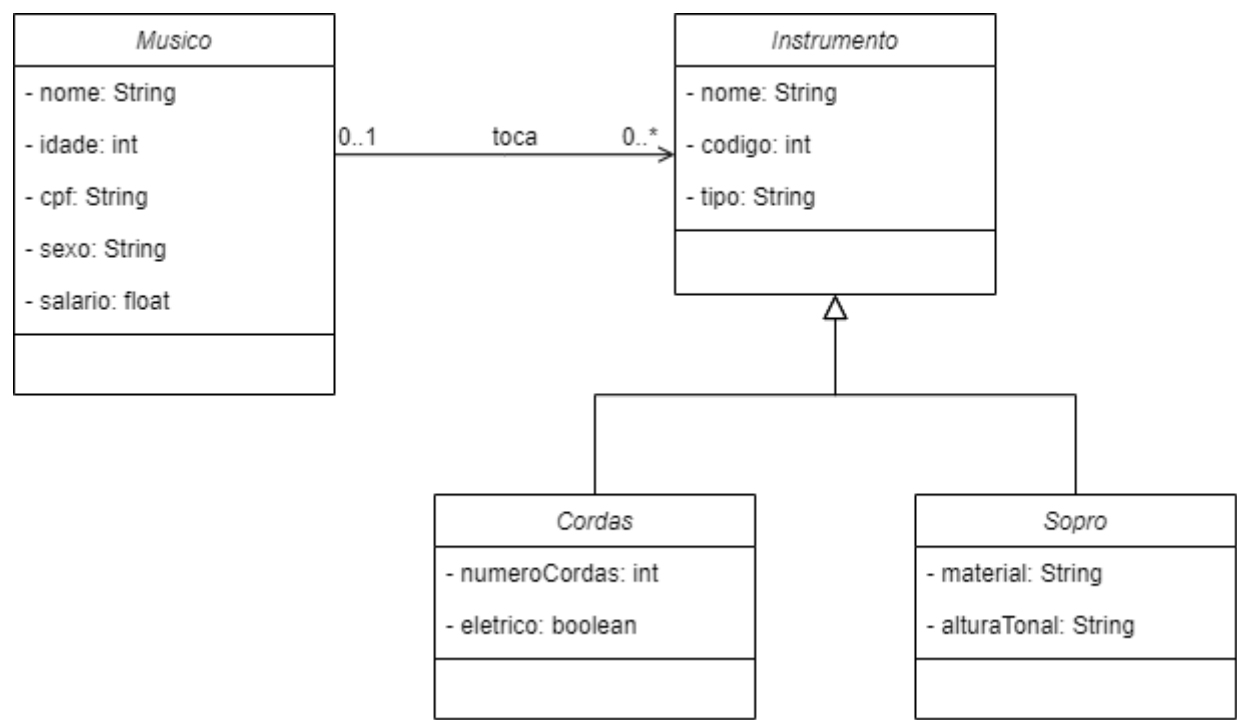 Musico
- nome: String
- idade: int
- cpf: String
- sexo: String
- salario: float
0..1 toca 0..*
Instrumento
- nome: String
- codigo: int
- tipo: String
Cordas
- numeroCordas: int
- eletrico: boolean
Sopro
- material: String
- alturaTonal: String